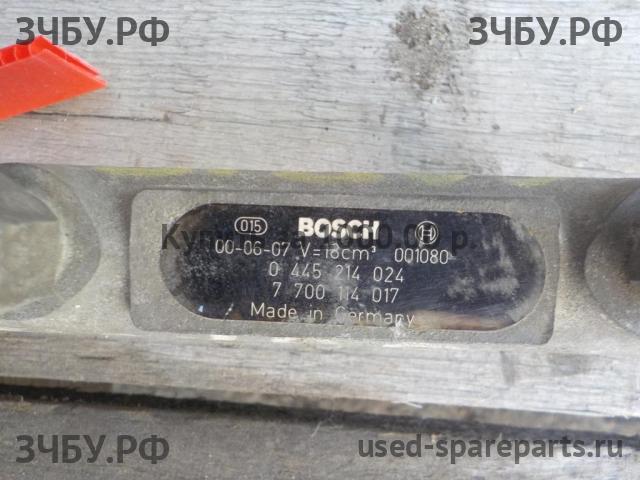 ЗЧБУ.РФ ЗЧБУ.РФ
015 BOSCH H
00-06-07 V=18cm³ 001080
0 445 214 024
7 700 114 017
Made in Germany
ЗЧБУ.РФ used-spareparts.ru